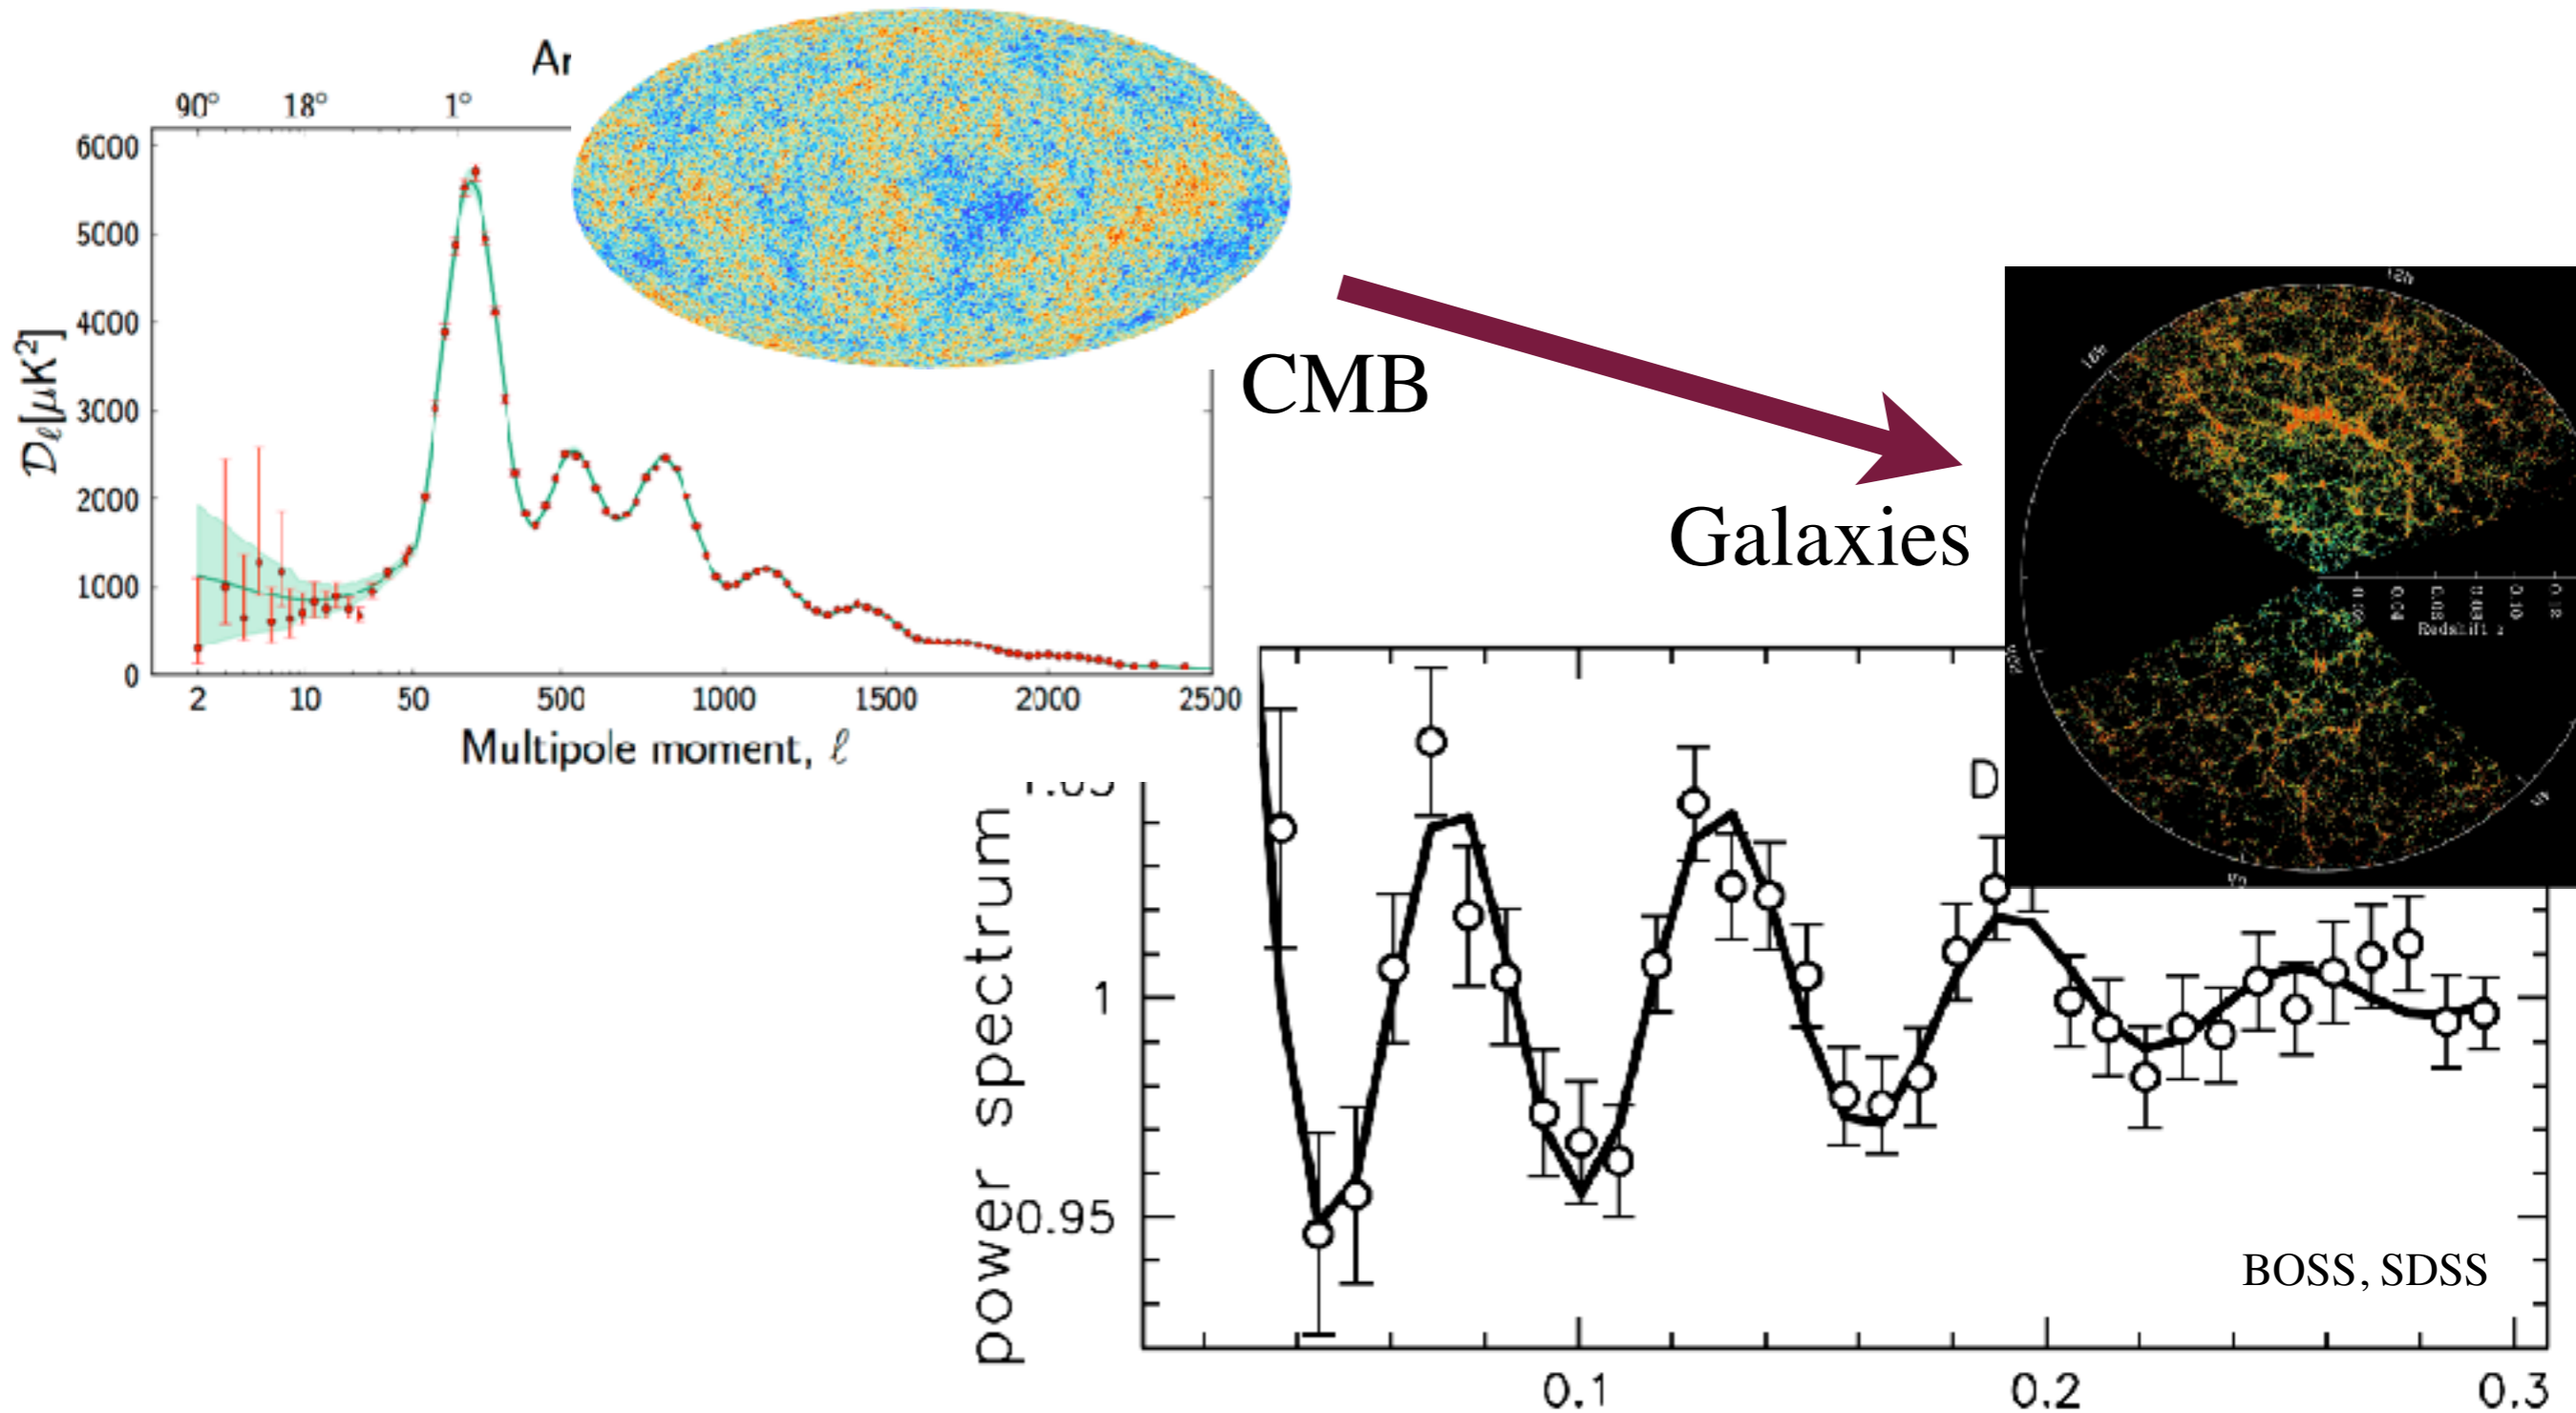 Ar
90° 18° 1°
6000
5000
4000
3000
2000
1000
0
𝒟ℓ[μK²]
2 10 50 500 1000 1500 2000 2500
Multipole moment, ℓ
CMB
Galaxies
12h
Redshift z
D
power spectrum
1
0.95
BOSS, SDSS
0.1 0.2 0.3